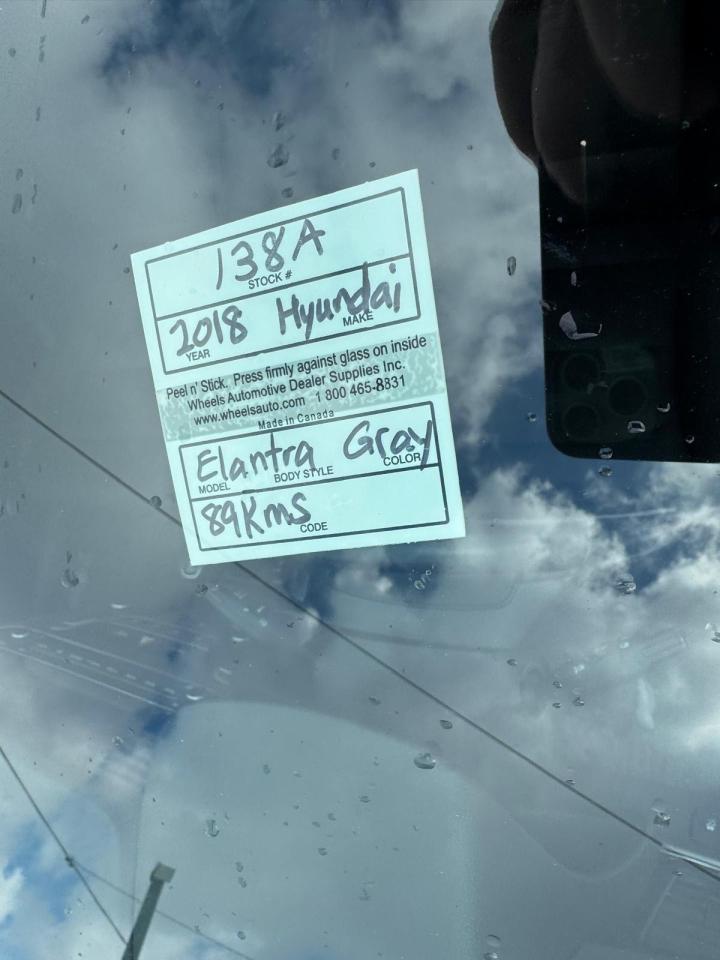 138A
STOCK #
2018 Hyundai
YEAR MAKE
Peel n' Stick. Press firmly against glass on inside
Wheels Automotive Dealer Supplies Inc.
www.wheelsauto.com 1 800 465-8831
Made in Canada
Elantra Gray
MODEL BODY STYLE COLOR
89Kms
CODE